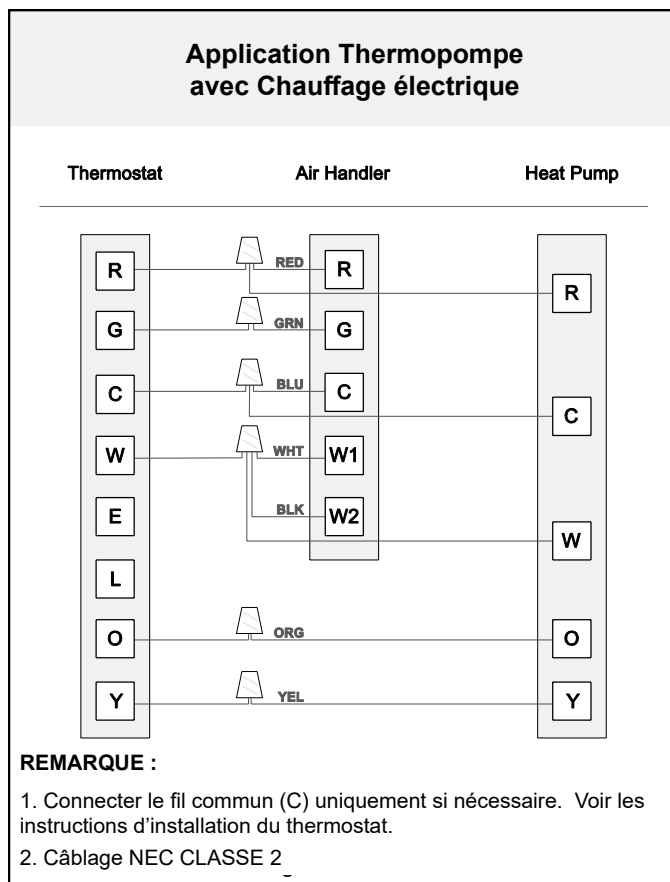 Application Thermopompe
avec Chauffage électrique
Thermostat Air Handler Heat Pump
R RED R
R
G GRN G
C BLU C
C
W WHT W1
E BLK W2
W
L
O ORG O
Y YEL Y
REMARQUE :
1. Connecter le fil commun (C) uniquement si nécessaire. Voir les
instructions d’installation du thermostat.
2. Câblage NEC CLASSE 2